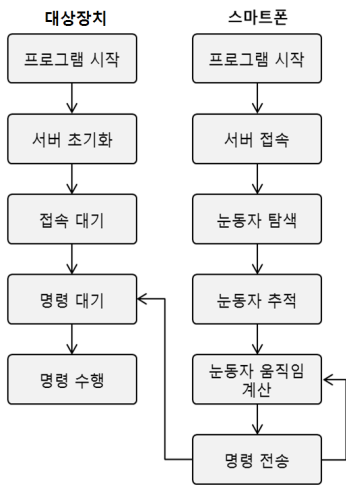 대상장치
스마트폰
프로그램 시작
프로그램 시작
서버 초기화
서버 접속
접속 대기
눈동자 탐색
명령 대기
눈동자 추적
명령 수행
눈동자 움직임
계산
명령 전송